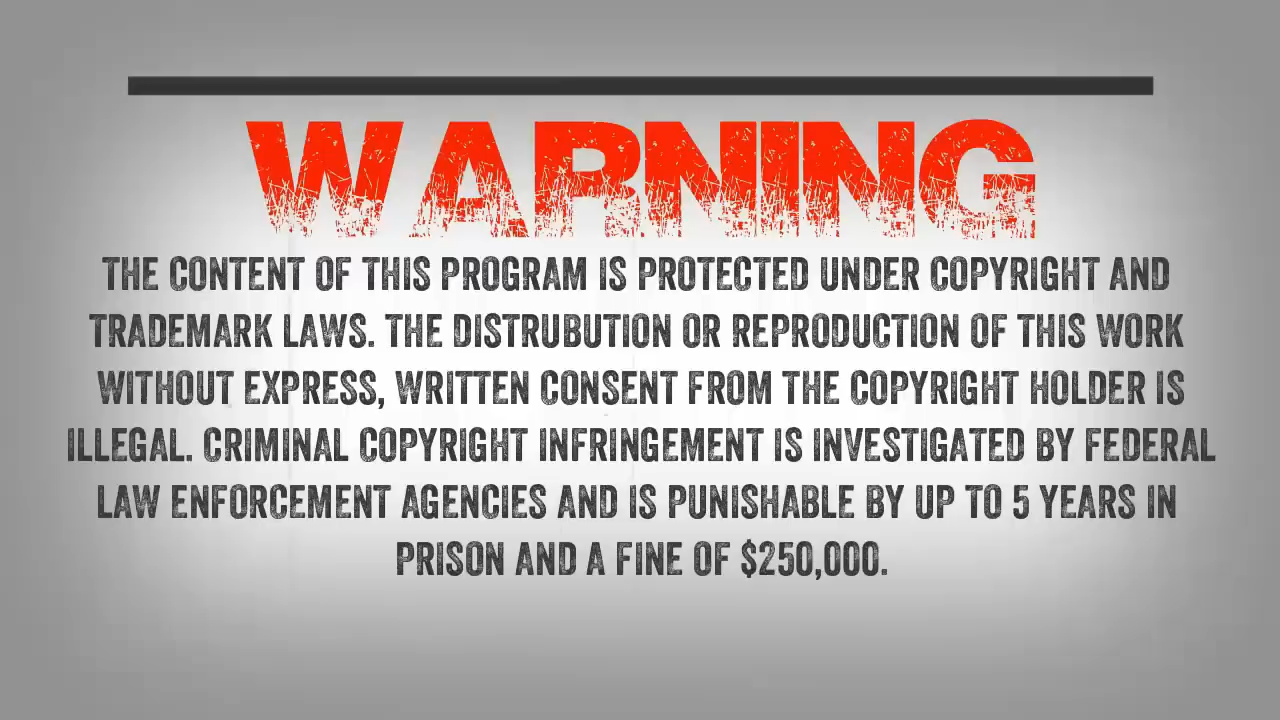 WARNING
THE CONTENT OF THIS PROGRAM IS PROTECTED UNDER COPYRIGHT AND
TRADEMARK LAWS. THE DISTRUBUTION OR REPRODUCTION OF THIS WORK
WITHOUT EXPRESS, WRITTEN CONSENT FROM THE COPYRIGHT HOLDER IS
ILLEGAL. CRIMINAL COPYRIGHT INFRINGEMENT IS INVESTIGATED BY FEDERAL
LAW ENFORCEMENT AGENCIES AND IS PUNISHABLE BY UP TO 5 YEARS IN
PRISON AND A FINE OF $250,000.